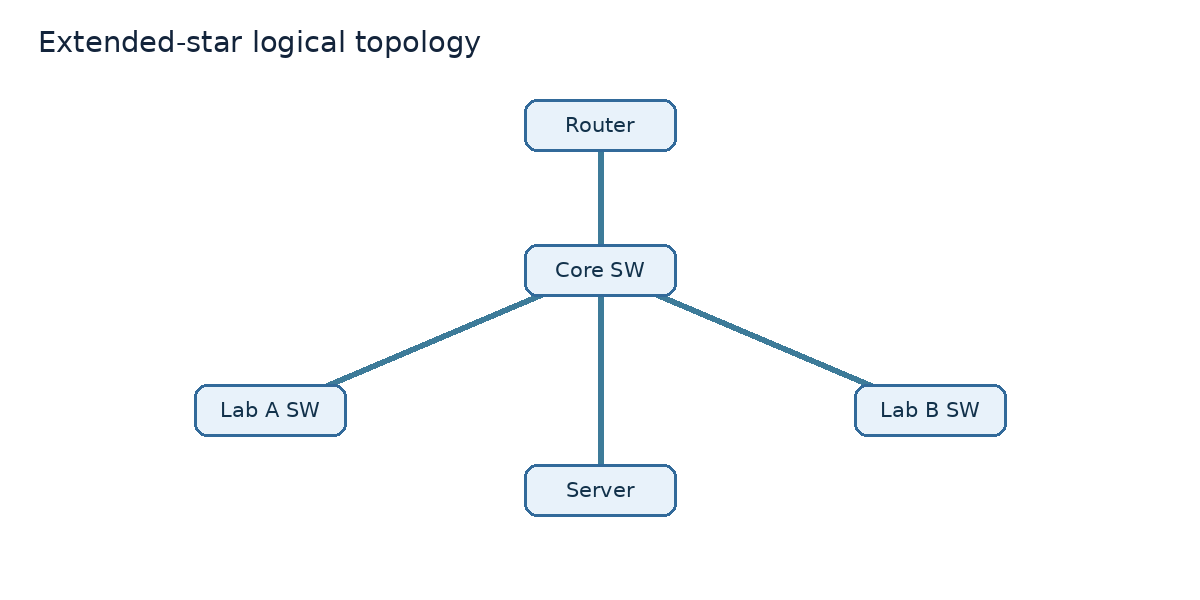 Extended-star logical topology
Router
Core SW
Lab A SW
Lab B SW
Server